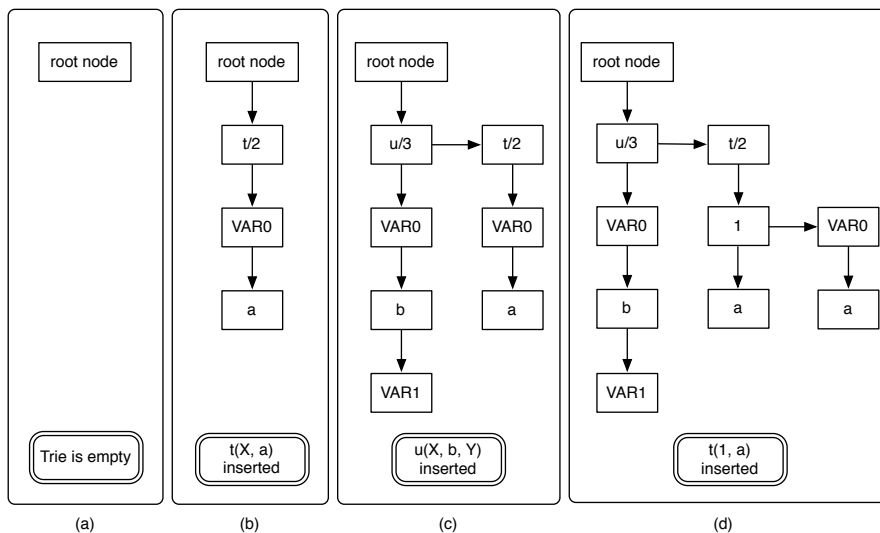 root node
Trie is empty
(a)
root node
t/2
VAR0
a
t(X, a)
inserted
(b)
root node
u/3
t/2
VAR0
VAR0
b
a
VAR1
u(X, b, Y)
inserted
(c)
root node
u/3
t/2
VAR0
1
VAR0
b
a
a
VAR1
t(1, a)
inserted
(d)